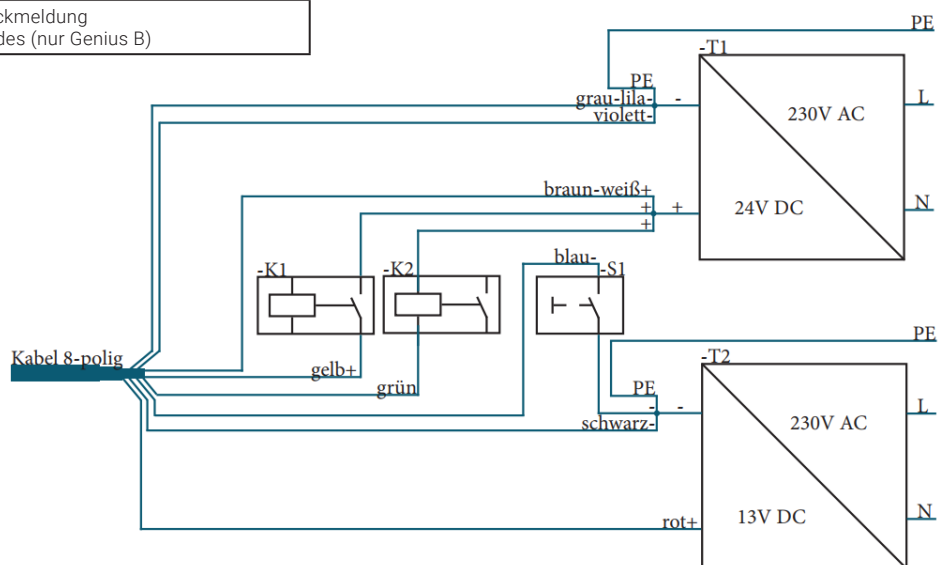 des (nur Genius B)
PE
-T1
PE
grau-lila-
-
L
violett-
230V AC
braun-weiß+
+
+
24V DC
N
+
blau-
-K1
-K2
-S1
PE
Kabel 8-polig
-T2
gelb+
grün
PE
-
-
L
schwarz-
230V AC
rot+
13V DC
N